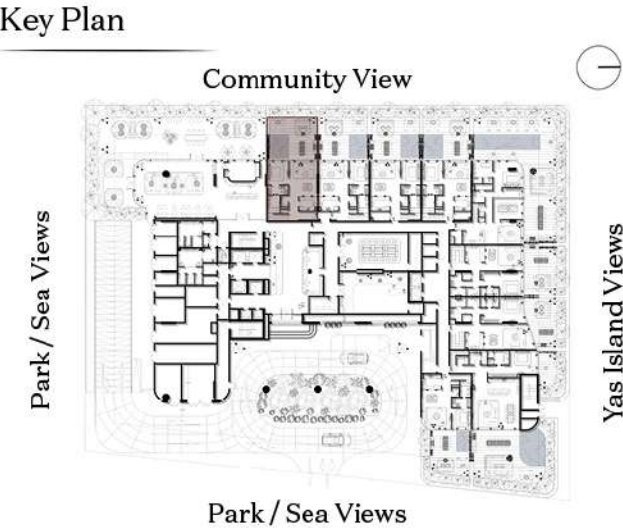 Key Plan
Community View
Park / Sea Views
Yas Island Views
Park / Sea Views